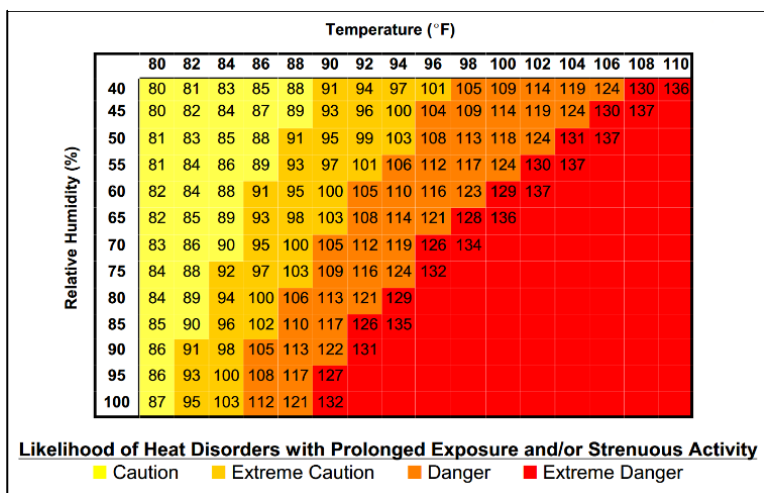 Temperature (°F)
80 82 84 86 88 90 92 94 96 98 100 102 104 106 108 110
Relative Humidity (%)
40 80 81 83 85 88 91 94 97 101 105 109 114 119 124 130 136
45 80 82 84 87 89 93 96 100 104 109 114 119 124 130 137
50 81 83 85 88 91 95 99 103 108 113 118 124 131 137
55 81 84 86 89 93 97 101 106 112 117 124 130 137
60 82 84 88 91 95 100 105 110 116 123 129 137
65 82 85 89 93 98 103 108 114 121 128 136
70 83 86 90 95 100 105 112 119 126 134
75 84 88 92 97 103 109 116 124 132
80 84 89 94 100 106 113 121 129
85 85 90 96 102 110 117 126 135
90 86 91 98 105 113 122 131
95 86 93 100 108 117 127
100 87 95 103 112 121 132
Likelihood of Heat Disorders with Prolonged Exposure and/or Strenuous Activity
Caution Extreme Caution Danger Extreme Danger